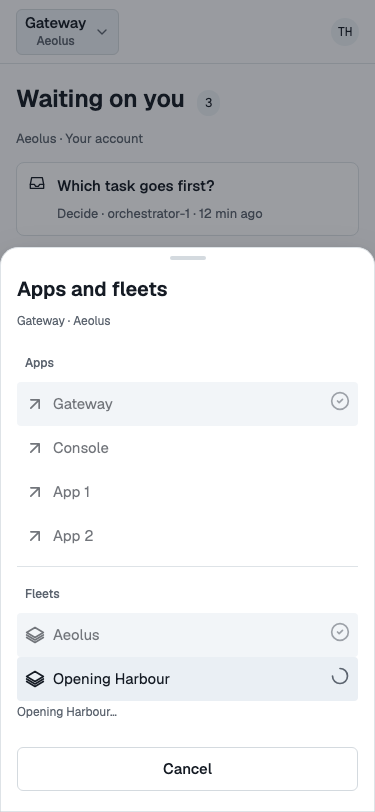 Gateway
Aeolus
TH
Waiting on you 3
Aeolus · Your account
Which task goes first?
Decide · orchestrator-1 · 12 min ago
Apps and fleets
Gateway · Aeolus
Apps
Gateway
Console
App 1
App 2
Fleets
Aeolus
Opening Harbour
Opening Harbour…
Cancel